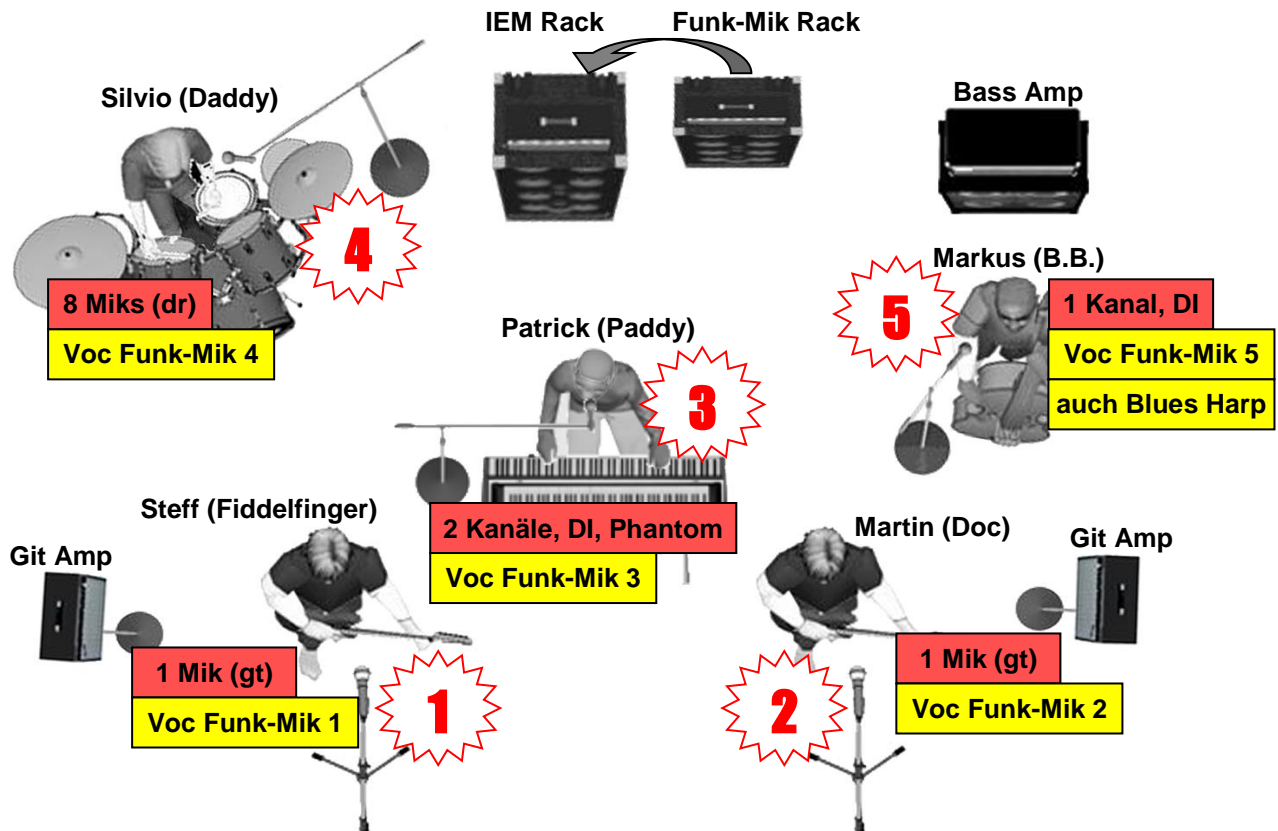 IEM Rack
Funk-Mik Rack
Silvio (Daddy)
Bass Amp
4
8 Miks (dr)
Voc Funk-Mik 4
Markus (B.B.)
5
1 Kanal, DI
Voc Funk-Mik 5
auch Blues Harp
Patrick (Paddy)
3
2 Kanäle, DI, Phantom
Voc Funk-Mik 3
Steff (Fiddelfinger)
Git Amp
1 Mik (gt)
Voc Funk-Mik 1
1
Martin (Doc)
Git Amp
2
1 Mik (gt)
Voc Funk-Mik 2